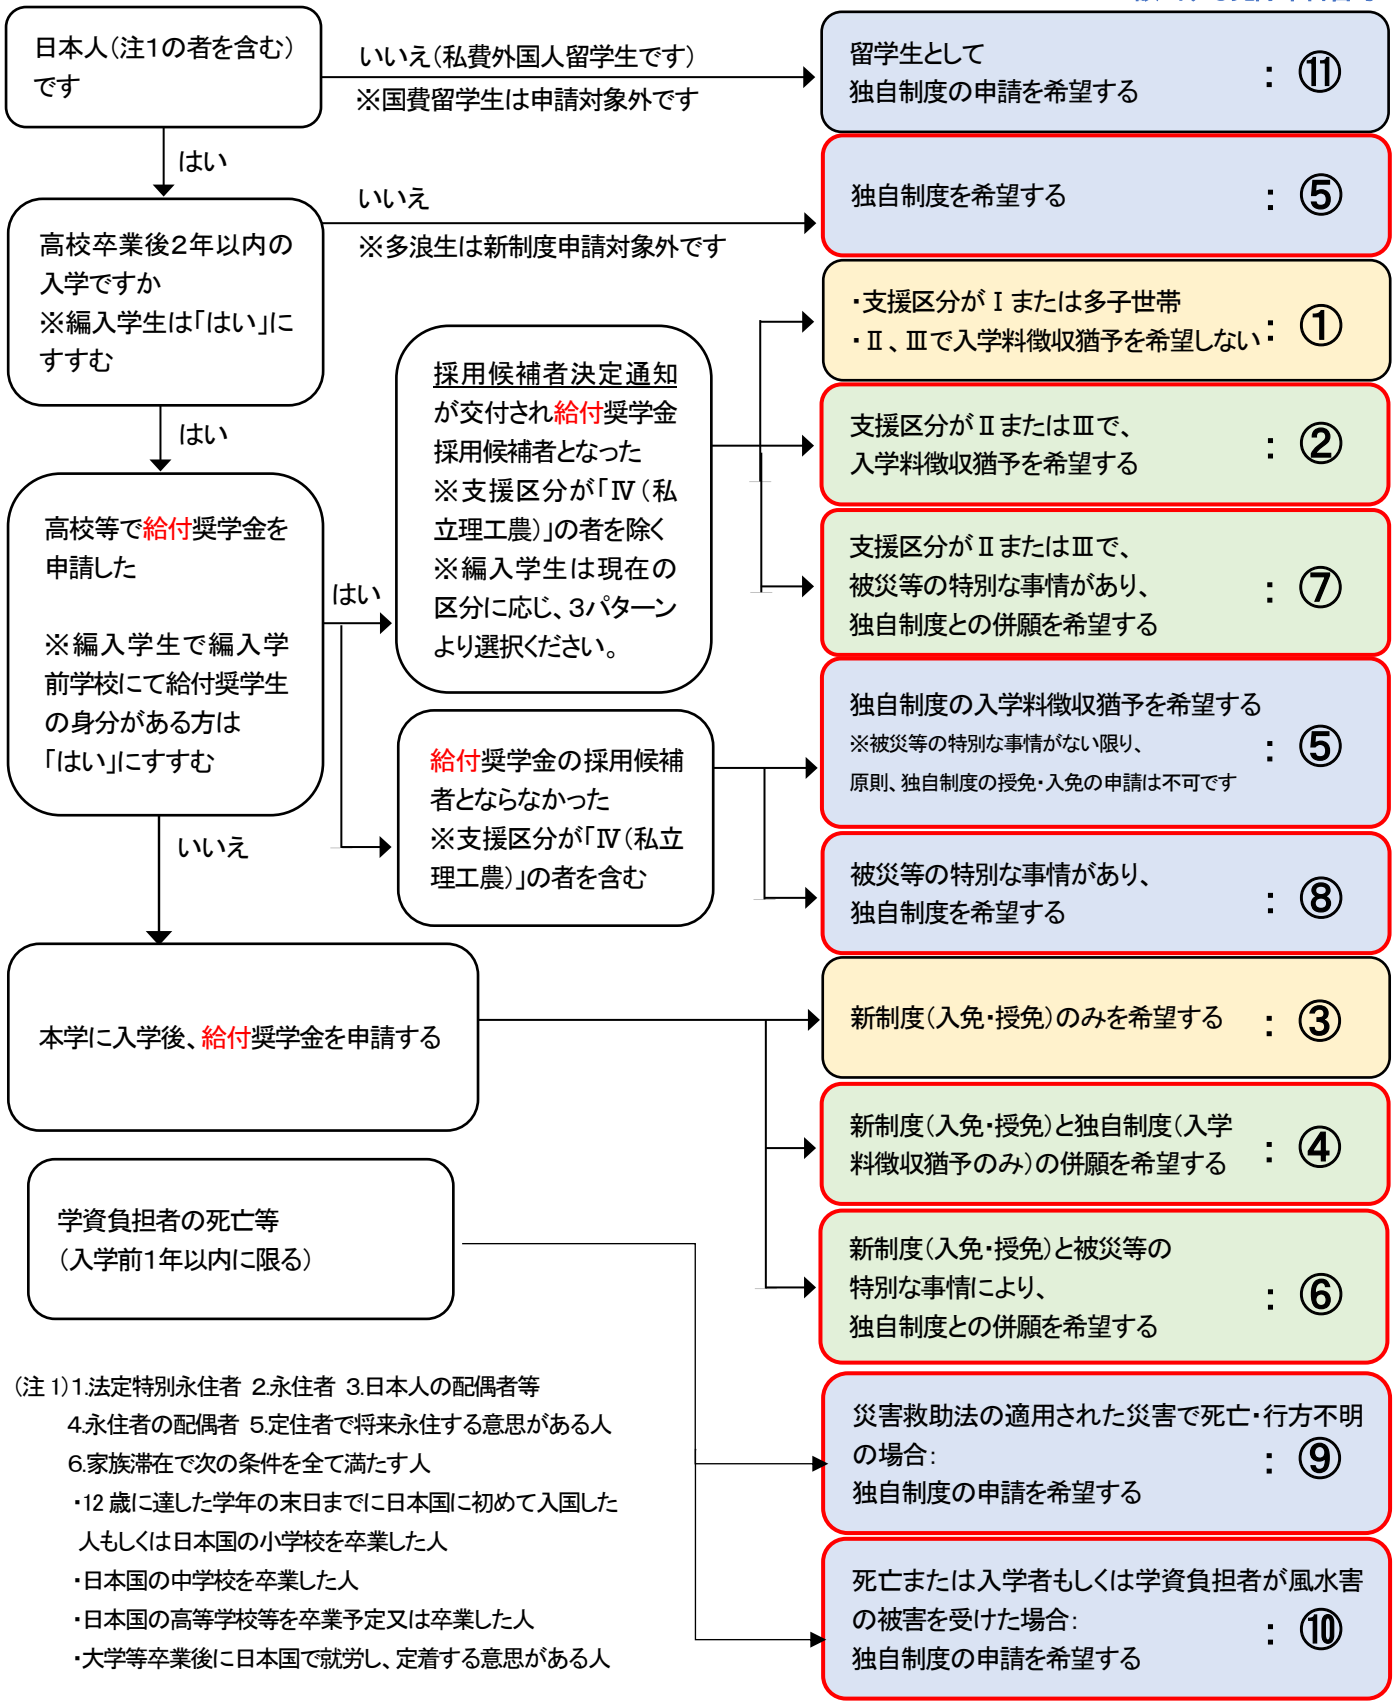 日本人（注1の者を含む）
です
いいえ（私費外国人留学生です）
※国費留学生は申請対象外です
留学生として
独自制度の申請を希望する ： ⑪
はい
高校卒業後2年以内の
入学ですか
※編入学生は「はい」に
すすむ
いいえ
※多浪生は新制度申請対象外です
独自制度を希望する ： ⑤
はい
高校等で給付奨学金を
申請した
※編入学生で編入学
前学校にて給付奨学生
の身分がある方は
「はい」にすすむ
はい
採用候補者決定通知
が交付され給付奨学金
採用候補者となった
※支援区分が「Ⅳ（私
立理工農）」の者を除く
※編入学生は現在の
区分に応じ、3パターン
より選択ください。
・支援区分がⅠまたは多子世帯
・Ⅱ、Ⅲで入学料徴収猶予を希望しない ： ①
支援区分がⅡまたはⅢで、
入学料徴収猶予を希望する ： ②
支援区分がⅡまたはⅢで、
被災等の特別な事情があり、
独自制度との併願を希望する ： ⑦
給付奨学金の採用候補
者とならなかった
※支援区分が「Ⅳ（私立
理工農）」の者を含む
独自制度の入学料徴収猶予を希望する
※被災等の特別な事情がない限り、
原則、独自制度の授免・入免の申請は不可です ： ⑤
被災等の特別な事情があり、
独自制度を希望する ： ⑧
いいえ
本学に入学後、給付奨学金を申請する
新制度（入免・授免）のみを希望する ： ③
新制度（入免・授免）と独自制度（入学
料徴収猶予のみ）の併願を希望する ： ④
新制度（入免・授免）と被災等の
特別な事情により、
独自制度との併願を希望する ： ⑥
学資負担者の死亡等
（入学前1年以内に限る）
災害救助法の適用された災害で死亡・行方不明
の場合：
独自制度の申請を希望する ： ⑨
死亡または入学者もしくは学資負担者が風水害
の被害を受けた場合：
独自制度の申請を希望する ： ⑩
（注1）1.法定特別永住者 2.永住者 3.日本人の配偶者等
4.永住者の配偶者 5.定住者で将来永住する意思がある人
6.家族滞在で次の条件を全て満たす人
・12歳に達した学年の末日までに日本国に初めて入国した
人もしくは日本国の小学校を卒業した人
・日本国の中学校を卒業した人
・日本国の高等学校等を卒業予定又は卒業した人
・大学等卒業後に日本国で就労し、定着する意思がある人